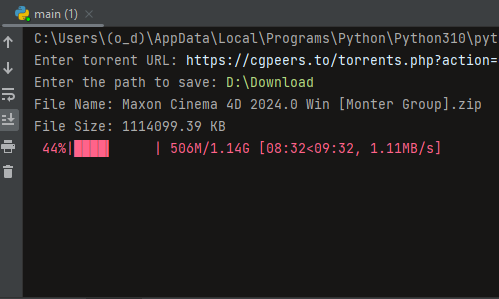 main (1)
C:\Users\(o_d)\AppData\Local\Programs\Python\Python310\pyt
Enter torrent URL: https://cgpeers.to/torrents.php?action=
Enter the path to save: D:\Download
File Name: Maxon Cinema 4D 2024.0 Win [Monter Group].zip
File Size: 1114099.39 KB
44%|████▍     | 506M/1.14G [08:32<09:32, 1.11MB/s]